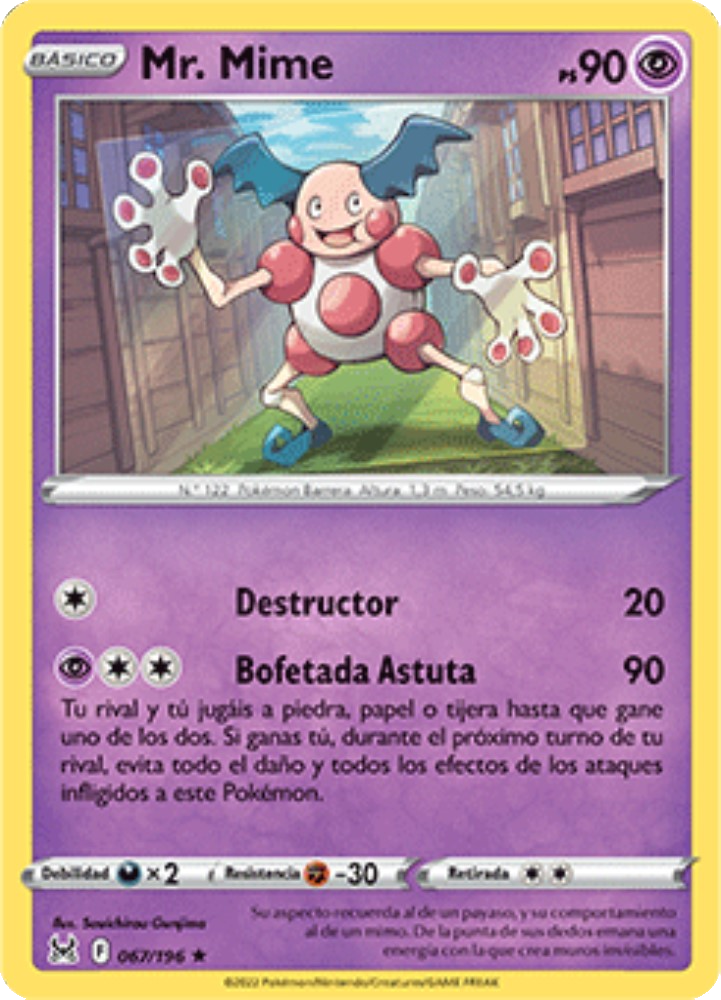 BÁSICO Mr. Mime PS 90
N.º 122 Pokémon Barrera. Altura: 1,3 m. Peso: 54,5 kg
Destructor 20
Bofetada Astuta 90
Tu rival y tú jugáis a piedra, papel o tijera hasta que gane
uno de los dos. Si ganas tú, durante el próximo turno de tu
rival, evita todo el daño y todos los efectos de los ataques
infligidos a este Pokémon.
Debilidad ×2 Resistencia -30 Retirada
Ilus. Souichirou Gunjima
Su aspecto recuerda al de un payaso, y su comportamiento
al de un mimo. De la punta de sus dedos emana una
energía con la que crea muros invisibles.
F 067/196 ★
©2022 Pokémon/Nintendo/Creatures/GAME FREAK